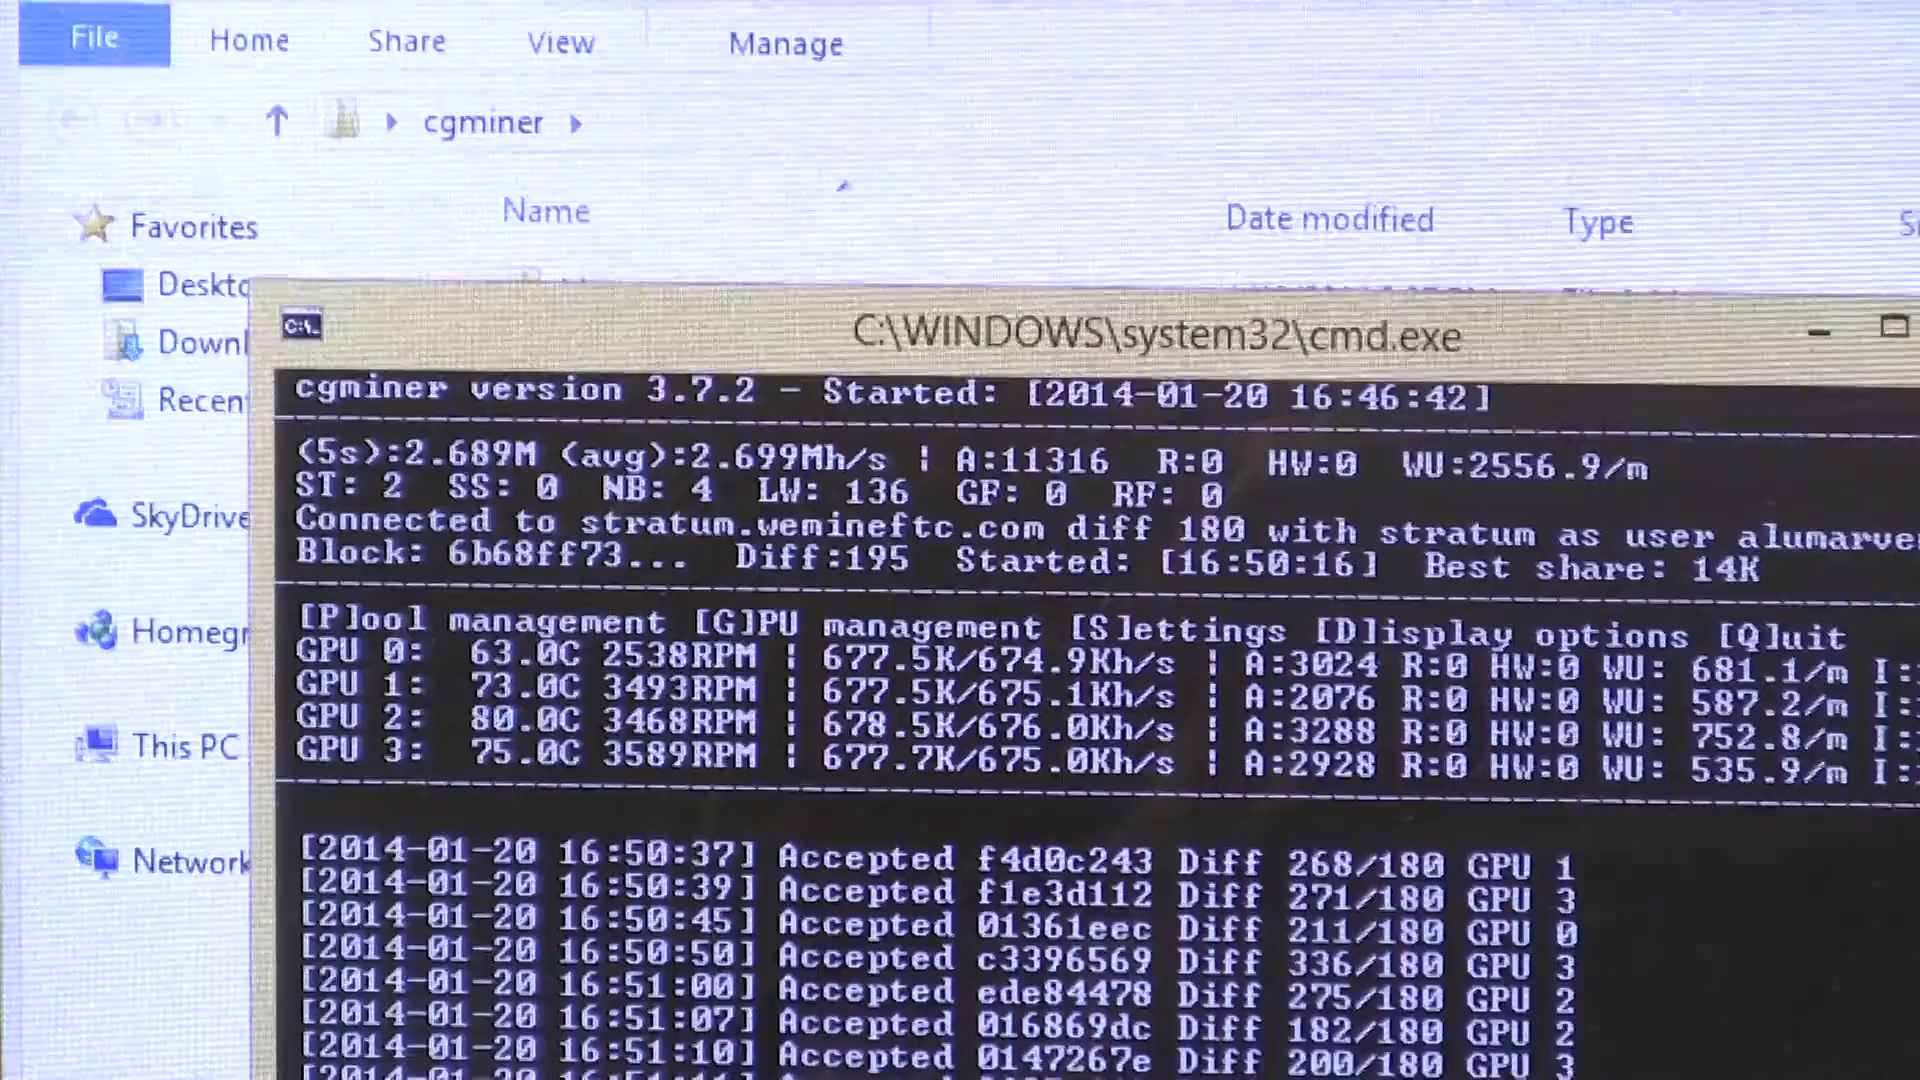 File Home Share View Manage
cgminer
Name Date modified Type
Favorites
Deskto
Downl
Recen
SkyDrive
Homegr
This PC
Network
C:\WINDOWS\system32\cmd.exe
cgminer version 3.7.2 - Started: [2014-01-20 16:46:42]
(5s):2.689M (avg):2.699Mh/s | A:11316 R:0 HW:0 WU:2556.9/m
ST: 2 SS: 0 NB: 4 LW: 136 GF: 0 RF: 0
Connected to stratum.wemineftc.com diff 180 with stratum as user alumarve
Block: 6b68ff73... Diff:195 Started: [16:50:16] Best share: 14K
[P]ool management [G]PU management [S]ettings [D]isplay options [Q]uit
GPU 0: 63.0C 2538RPM | 677.5K/674.9Kh/s | A:3024 R:0 HW:0 WU: 681.1/m I:
GPU 1: 73.0C 3493RPM | 677.5K/675.1Kh/s | A:2076 R:0 HW:0 WU: 587.2/m I:
GPU 2: 80.0C 3468RPM | 678.5K/676.0Kh/s | A:3288 R:0 HW:0 WU: 752.8/m I:
GPU 3: 75.0C 3589RPM | 677.7K/675.0Kh/s | A:2928 R:0 HW:0 WU: 535.9/m I:
[2014-01-20 16:50:37] Accepted f4d0c243 Diff 268/180 GPU 1
[2014-01-20 16:50:39] Accepted f1e3d112 Diff 271/180 GPU 3
[2014-01-20 16:50:45] Accepted 01361eec Diff 211/180 GPU 0
[2014-01-20 16:50:50] Accepted c3396569 Diff 336/180 GPU 3
[2014-01-20 16:51:00] Accepted ede84478 Diff 275/180 GPU 2
[2014-01-20 16:51:07] Accepted 016869dc Diff 182/180 GPU 2
[2014-01-20 16:51:10] Accepted 0147267e Diff 200/180 GPU 3